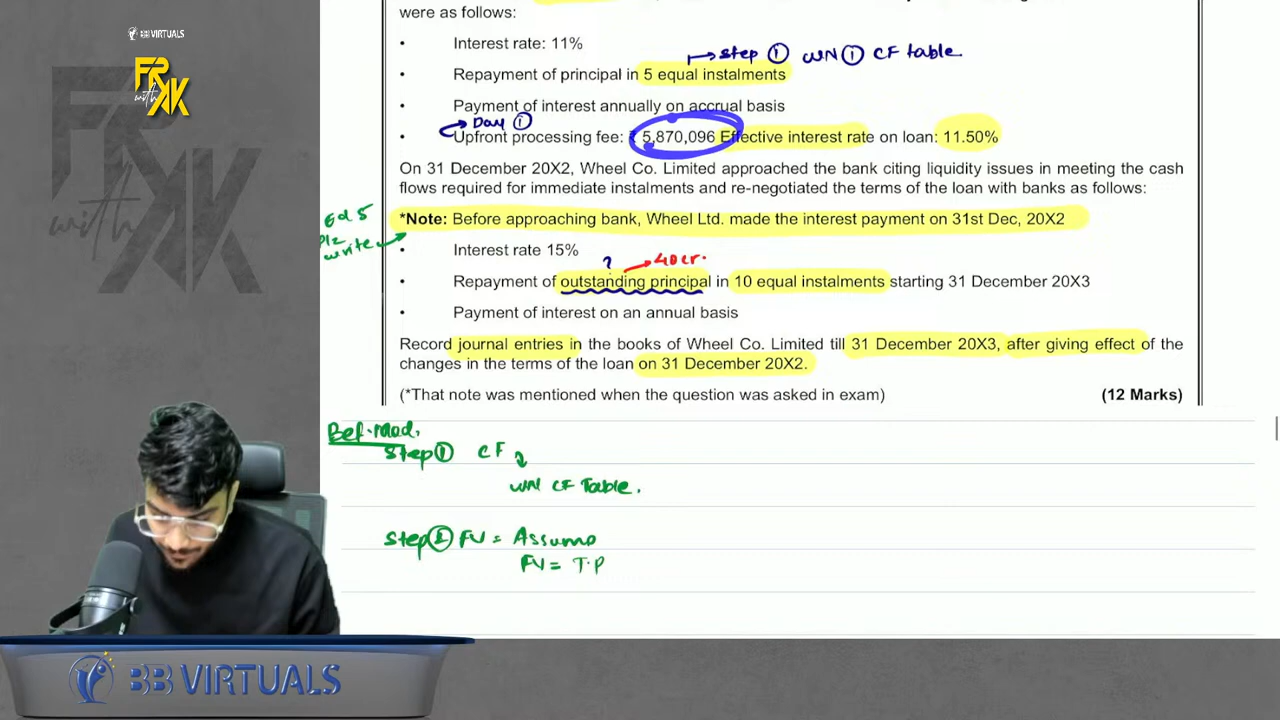 BB VIRTUALS
FR with AK
were as follows:
• Interest rate: 11%
→ Step ① WN ① CF table
• Repayment of principal in 5 equal instalments
• Payment of interest annually on accrual basis
Day ①
• Upfront processing fee: ₹ 5,870,096 Effective interest rate on loan: 11.50%
On 31 December 20X2, Wheel Co. Limited approached the bank citing liquidity issues in meeting the cash
flows required for immediate instalments and re-negotiated the terms of the loan with banks as follows:
*Note: Before approaching bank, Wheel Ltd. made the interest payment on 31st Dec, 20X2
Ed 5
Plz
write
• Interest rate 15%
? 40cr.
• Repayment of outstanding principal in 10 equal instalments starting 31 December 20X3
• Payment of interest on an annual basis
Record journal entries in the books of Wheel Co. Limited till 31 December 20X3, after giving effect of the
changes in the terms of the loan on 31 December 20X2.
(*That note was mentioned when the question was asked in exam) (12 Marks)
Bef. Mod.
Step ① CF
WN CF Table.
Step ② FV = Assume
FV = T.P
BB VIRTUALS